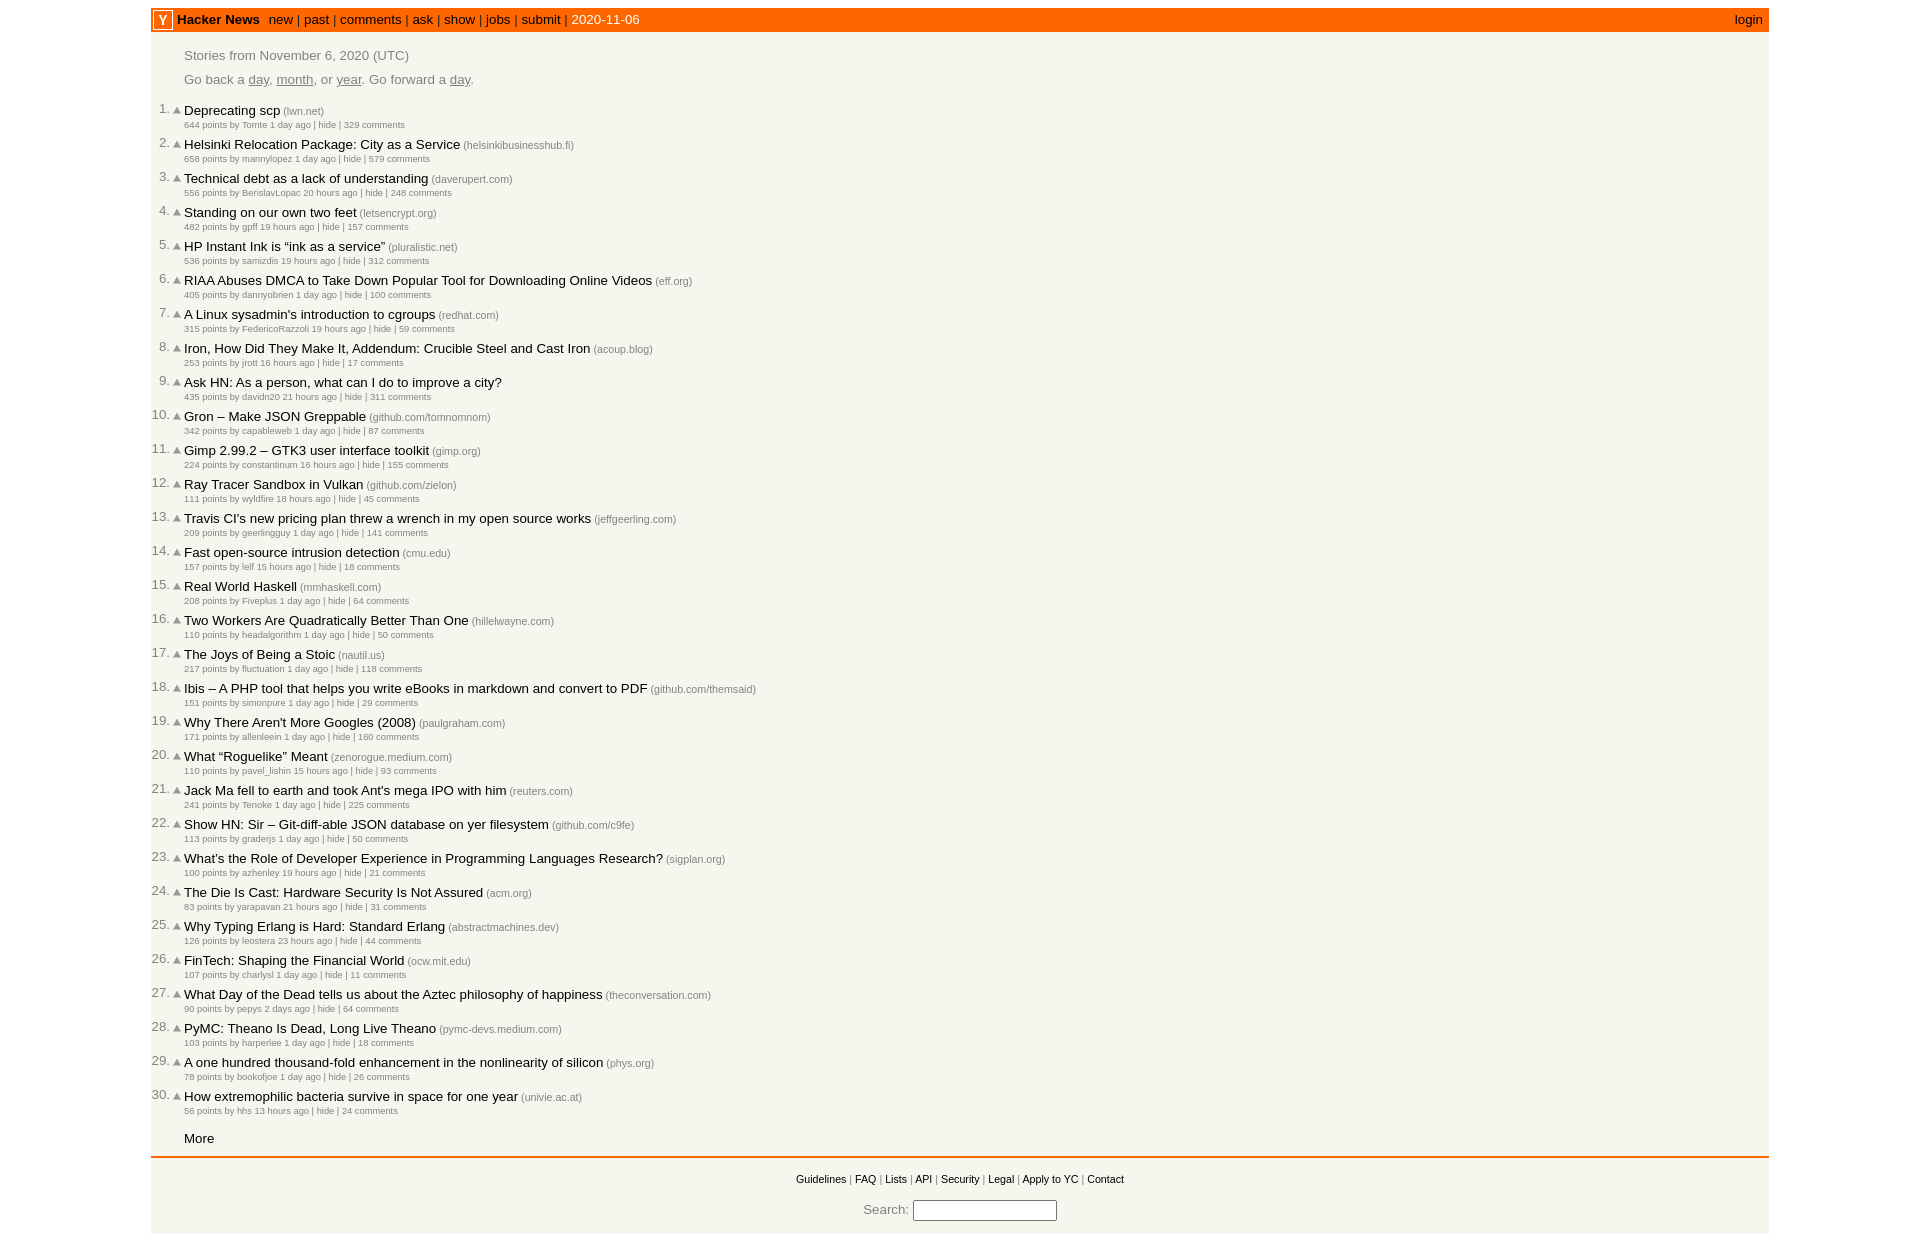 Y Hacker News new | past | comments | ask | show | jobs | submit | 2020-11-06 login
Stories from November 6, 2020 (UTC)
Go back a day, month, or year. Go forward a day.
1. Deprecating scp (lwn.net)
644 points by Tomte 1 day ago | hide | 329 comments
2. Helsinki Relocation Package: City as a Service (helsinkibusinesshub.fi)
658 points by mannylopez 1 day ago | hide | 579 comments
3. Technical debt as a lack of understanding (daverupert.com)
556 points by BerislavLopac 20 hours ago | hide | 248 comments
4. Standing on our own two feet (letsencrypt.org)
482 points by gpff 19 hours ago | hide | 157 comments
5. HP Instant Ink is “ink as a service” (pluralistic.net)
536 points by samizdis 19 hours ago | hide | 312 comments
6. RIAA Abuses DMCA to Take Down Popular Tool for Downloading Online Videos (eff.org)
405 points by dannyobrien 1 day ago | hide | 100 comments
7. A Linux sysadmin's introduction to cgroups (redhat.com)
315 points by FedericoRazzoli 19 hours ago | hide | 59 comments
8. Iron, How Did They Make It, Addendum: Crucible Steel and Cast Iron (acoup.blog)
253 points by jrott 16 hours ago | hide | 17 comments
9. Ask HN: As a person, what can I do to improve a city?
435 points by davidn20 21 hours ago | hide | 311 comments
10. Gron – Make JSON Greppable (github.com/tomnomnom)
342 points by capableweb 1 day ago | hide | 87 comments
11. Gimp 2.99.2 – GTK3 user interface toolkit (gimp.org)
224 points by constantinum 16 hours ago | hide | 155 comments
12. Ray Tracer Sandbox in Vulkan (github.com/zielon)
111 points by wyldfire 18 hours ago | hide | 45 comments
13. Travis CI's new pricing plan threw a wrench in my open source works (jeffgeerling.com)
209 points by geerlingguy 1 day ago | hide | 141 comments
14. Fast open-source intrusion detection (cmu.edu)
157 points by lelf 15 hours ago | hide | 18 comments
15. Real World Haskell (mmhaskell.com)
208 points by Fiveplus 1 day ago | hide | 64 comments
16. Two Workers Are Quadratically Better Than One (hillelwayne.com)
110 points by headalgorithm 1 day ago | hide | 50 comments
17. The Joys of Being a Stoic (nautil.us)
217 points by fluctuation 1 day ago | hide | 118 comments
18. Ibis – A PHP tool that helps you write eBooks in markdown and convert to PDF (github.com/themsaid)
151 points by simonpure 1 day ago | hide | 29 comments
19. Why There Aren't More Googles (2008) (paulgraham.com)
171 points by allenleein 1 day ago | hide | 160 comments
20. What “Roguelike” Meant (zenorogue.medium.com)
110 points by pavel_lishin 15 hours ago | hide | 93 comments
21. Jack Ma fell to earth and took Ant's mega IPO with him (reuters.com)
241 points by Tenoke 1 day ago | hide | 225 comments
22. Show HN: Sir – Git-diff-able JSON database on yer filesystem (github.com/c9fe)
113 points by graderjs 1 day ago | hide | 50 comments
23. What's the Role of Developer Experience in Programming Languages Research? (sigplan.org)
100 points by azhenley 19 hours ago | hide | 21 comments
24. The Die Is Cast: Hardware Security Is Not Assured (acm.org)
83 points by yarapavan 21 hours ago | hide | 31 comments
25. Why Typing Erlang is Hard: Standard Erlang (abstractmachines.dev)
126 points by leostera 23 hours ago | hide | 44 comments
26. FinTech: Shaping the Financial World (ocw.mit.edu)
107 points by charlysl 1 day ago | hide | 11 comments
27. What Day of the Dead tells us about the Aztec philosophy of happiness (theconversation.com)
90 points by pepys 2 days ago | hide | 64 comments
28. PyMC: Theano Is Dead, Long Live Theano (pymc-devs.medium.com)
103 points by harperlee 1 day ago | hide | 18 comments
29. A one hundred thousand-fold enhancement in the nonlinearity of silicon (phys.org)
78 points by bookofjoe 1 day ago | hide | 26 comments
30. How extremophilic bacteria survive in space for one year (univie.ac.at)
56 points by hhs 13 hours ago | hide | 24 comments
More
Guidelines | FAQ | Lists | API | Security | Legal | Apply to YC | Contact
Search: